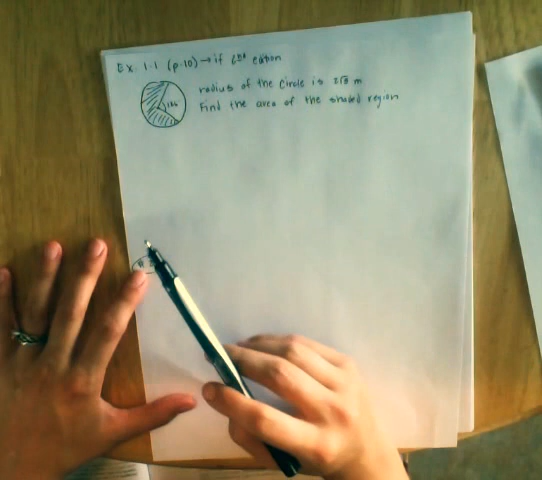 Ex. 1.1 (p.10) → if 6th edition
radius of the circle is 2√3 m
Find the area of the shaded region